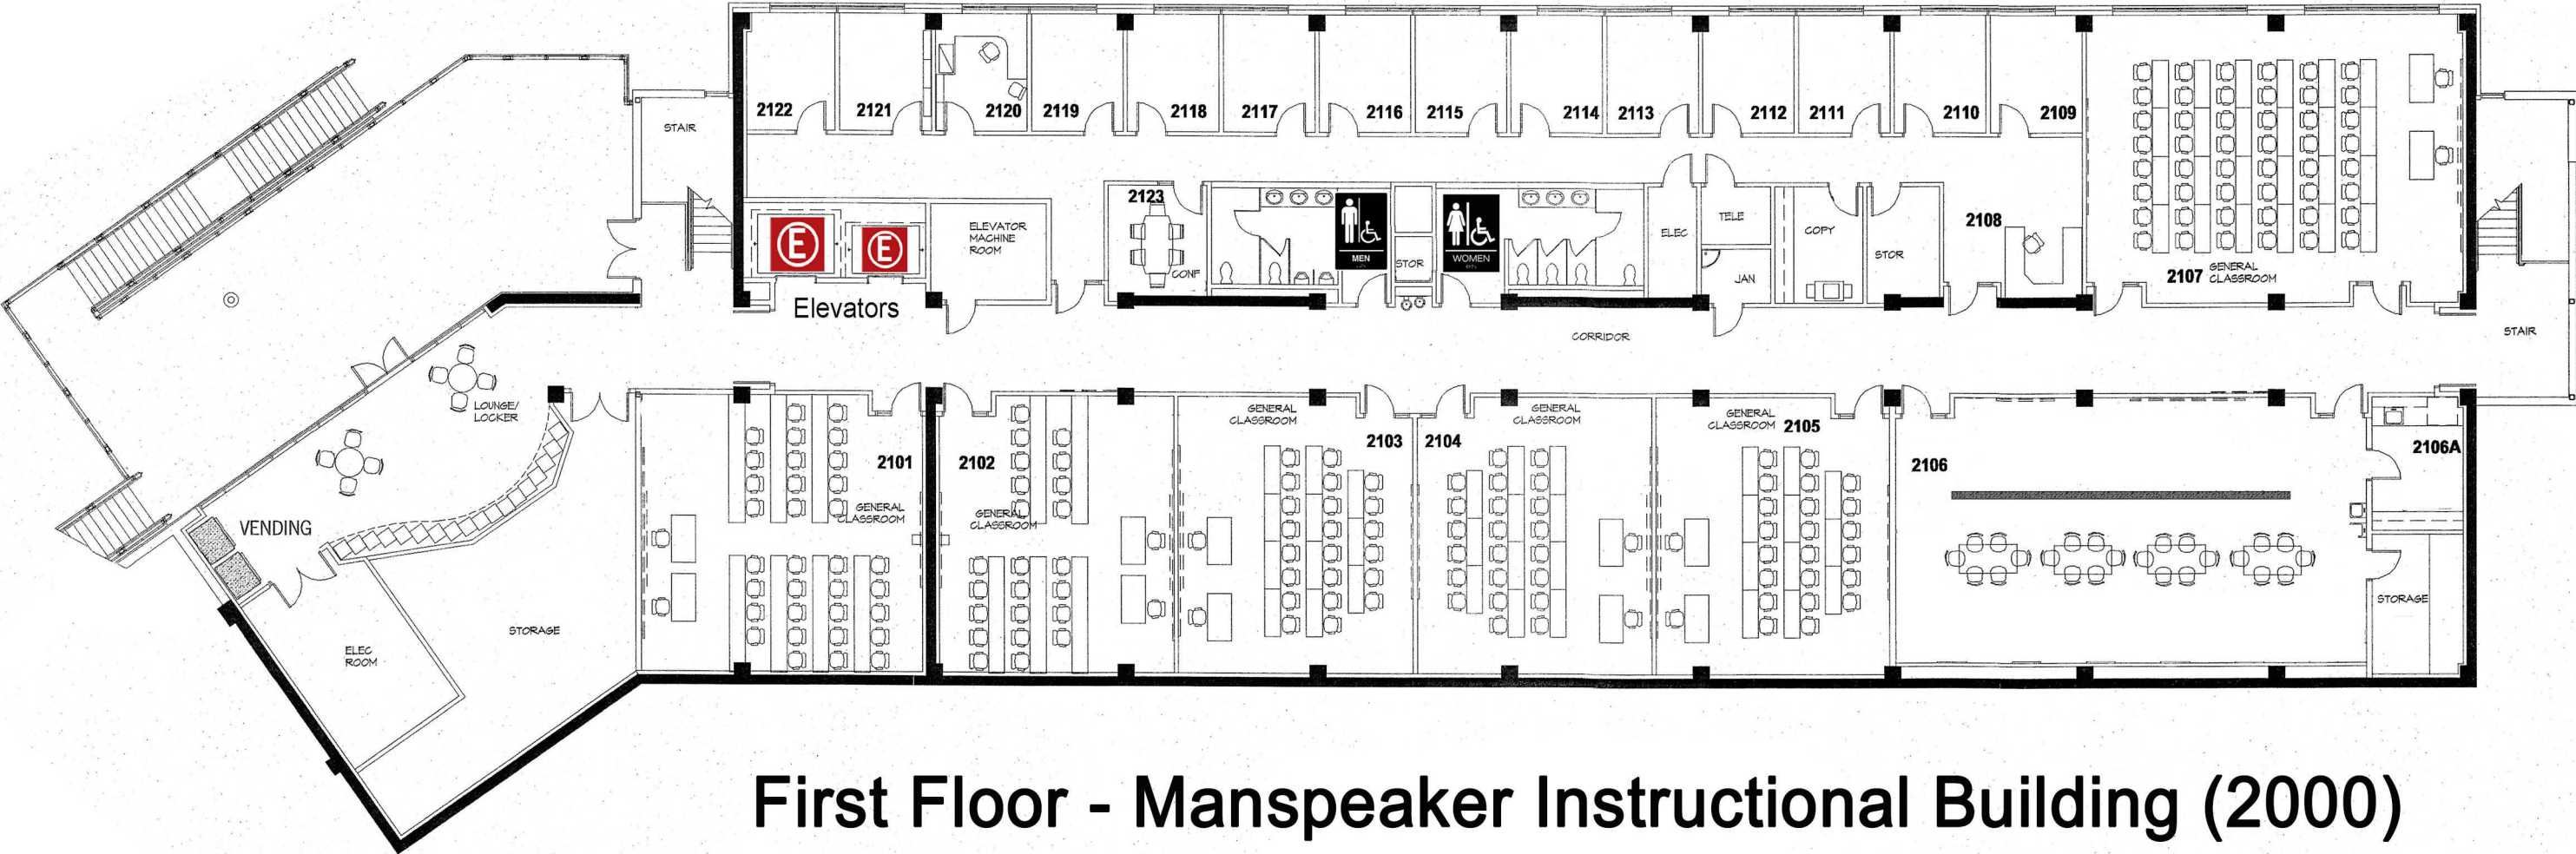 2122
2121
2120
2119
2118
2117
2116
2115
2114
2113
2112
2111
2110
2109
STAIR
2123
CONF
ELEVATOR
MACHINE
ROOM
E
E
Elevators
MEN
STOR
WOMEN
ELEC
TELE
JAN
COPY
STOR
2108
2107
GENERAL
CLASSROOM
STAIR
CORRIDOR
LOUNGE/
LOCKER
VENDING
ELEC
ROOM
STORAGE
2101
GENERAL
CLASSROOM
2102
GENERAL
CLASSROOM
GENERAL
CLASSROOM
2103
2104
GENERAL
CLASSROOM
GENERAL
CLASSROOM
2105
2106
2106A
STORAGE
First Floor - Manspeaker Instructional Building (2000)